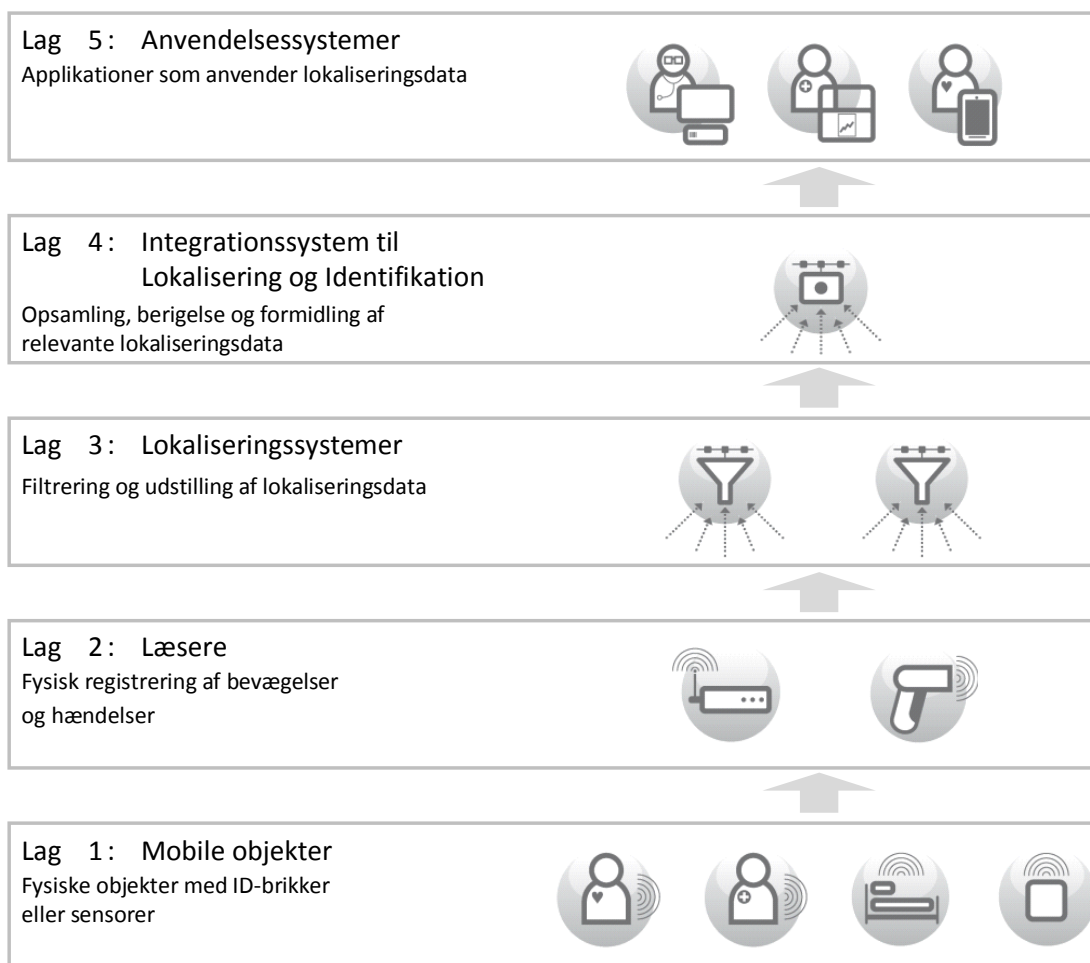 Lag 5: Anvendelsessystemer
Applikationer som anvender lokaliseringsdata
Lag 4: Integrationssystem til
Lokalisering og Identifikation
Opsamling, berigelse og formidling af
relevante lokaliseringsdata
Lag 3: Lokaliseringssystemer
Filtrering og udstilling af lokaliseringsdata
Lag 2: Læsere
Fysisk registrering af bevægelser
og hændelser
Lag 1: Mobile objekter
Fysiske objekter med ID-brikker
eller sensorer